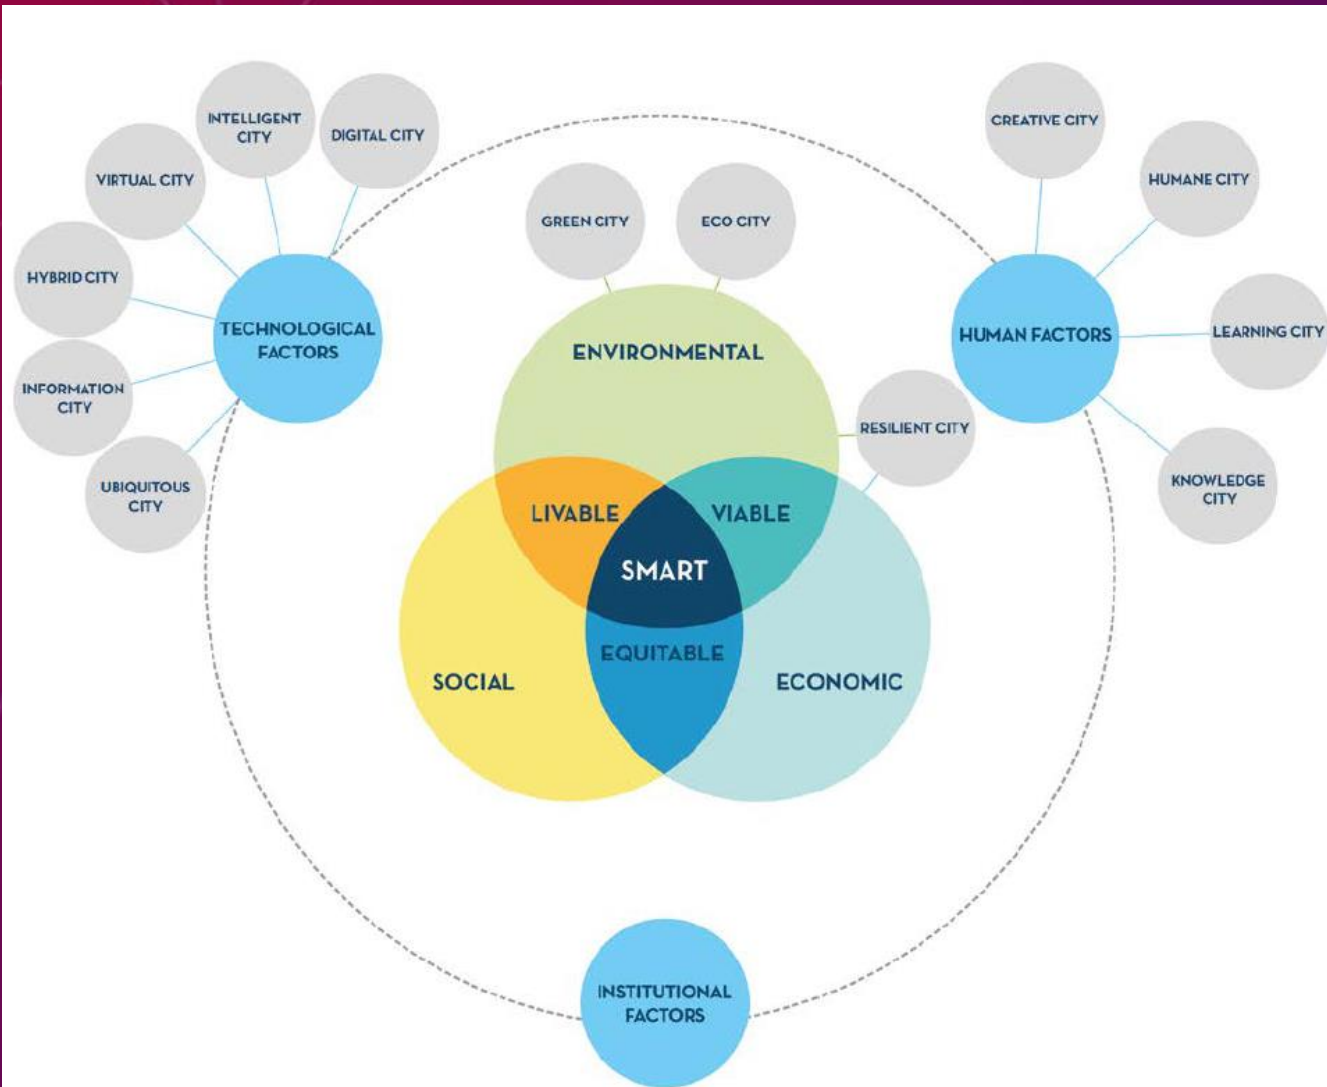 INTELLIGENT
CITY
DIGITAL CITY
CREATIVE CITY
VIRTUAL CITY
HUMANE CITY
GREEN CITY
ECO CITY
HYBRID CITY
TECHNOLOGICAL
FACTORS
HUMAN FACTORS
LEARNING CITY
ENVIRONMENTAL
INFORMATION
CITY
RESILIENT CITY
UBIQUITOUS
CITY
KNOWLEDGE
CITY
LIVABLE
VIABLE
SMART
EQUITABLE
SOCIAL
ECONOMIC
INSTITUTIONAL
FACTORS